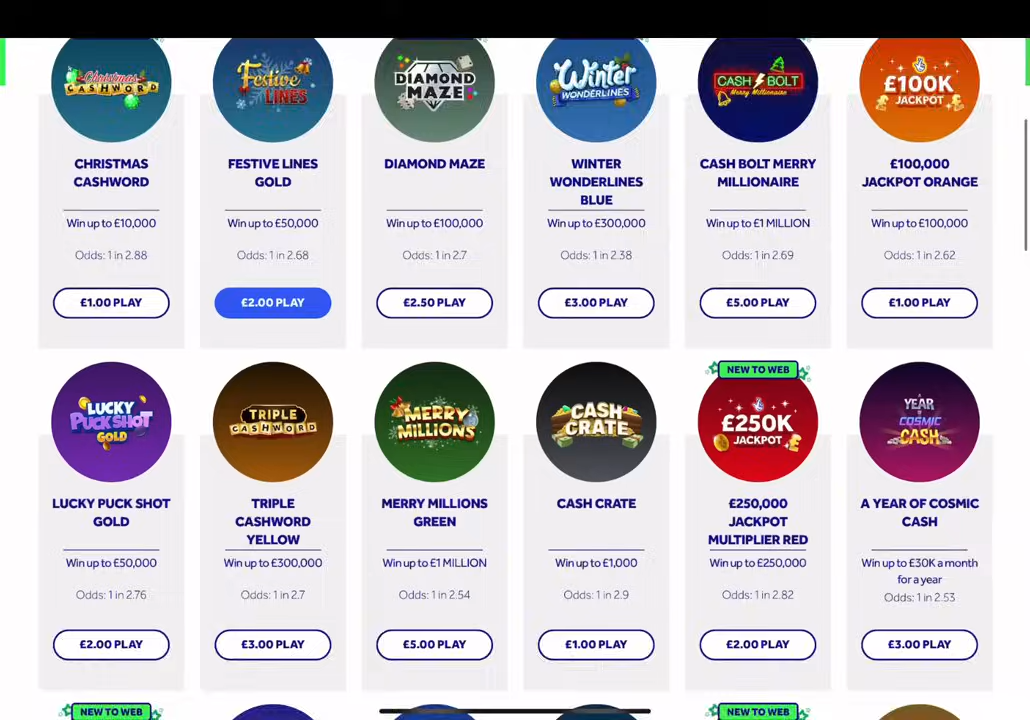 Christmas
CASHWORD
Festive
LINES
DIAMOND
MAZE
Winter
WONDERLINES
CASH BOLT
Merry Millionaire
£100K
JACKPOT
CHRISTMAS
CASHWORD
FESTIVE LINES
GOLD
DIAMOND MAZE
WINTER
WONDERLINES
BLUE
CASH BOLT MERRY
MILLIONAIRE
£100,000
JACKPOT ORANGE
Win up to £10,000
Win up to £50,000
Win up to £100,000
Win up to £300,000
Win up to £1 MILLION
Win up to £100,000
Odds: 1 in 2.88
Odds: 1 in 2.68
Odds: 1 in 2.7
Odds: 1 in 2.38
Odds: 1 in 2.69
Odds: 1 in 2.62
£1.00 PLAY
£2.00 PLAY
£2.50 PLAY
£3.00 PLAY
£5.00 PLAY
£1.00 PLAY
NEW TO WEB
LUCKY
PUCK SHOT
GOLD
TRIPLE
CASHWORD
MERRY
MILLIONS
CASH
CRATE
£250K
JACKPOT
YEAR
OF
COSMIC
CASH
LUCKY PUCK SHOT
GOLD
TRIPLE
CASHWORD
YELLOW
MERRY MILLIONS
GREEN
CASH CRATE
£250,000
JACKPOT
MULTIPLIER RED
A YEAR OF COSMIC
CASH
Win up to £50,000
Win up to £300,000
Win up to £1 MILLION
Win up to £1,000
Win up to £250,000
Win up to £30K a month
for a year
Odds: 1 in 2.76
Odds: 1 in 2.7
Odds: 1 in 2.54
Odds: 1 in 2.9
Odds: 1 in 2.82
Odds: 1 in 2.53
£2.00 PLAY
£3.00 PLAY
£5.00 PLAY
£1.00 PLAY
£2.00 PLAY
£3.00 PLAY
NEW TO WEB
NEW TO WEB